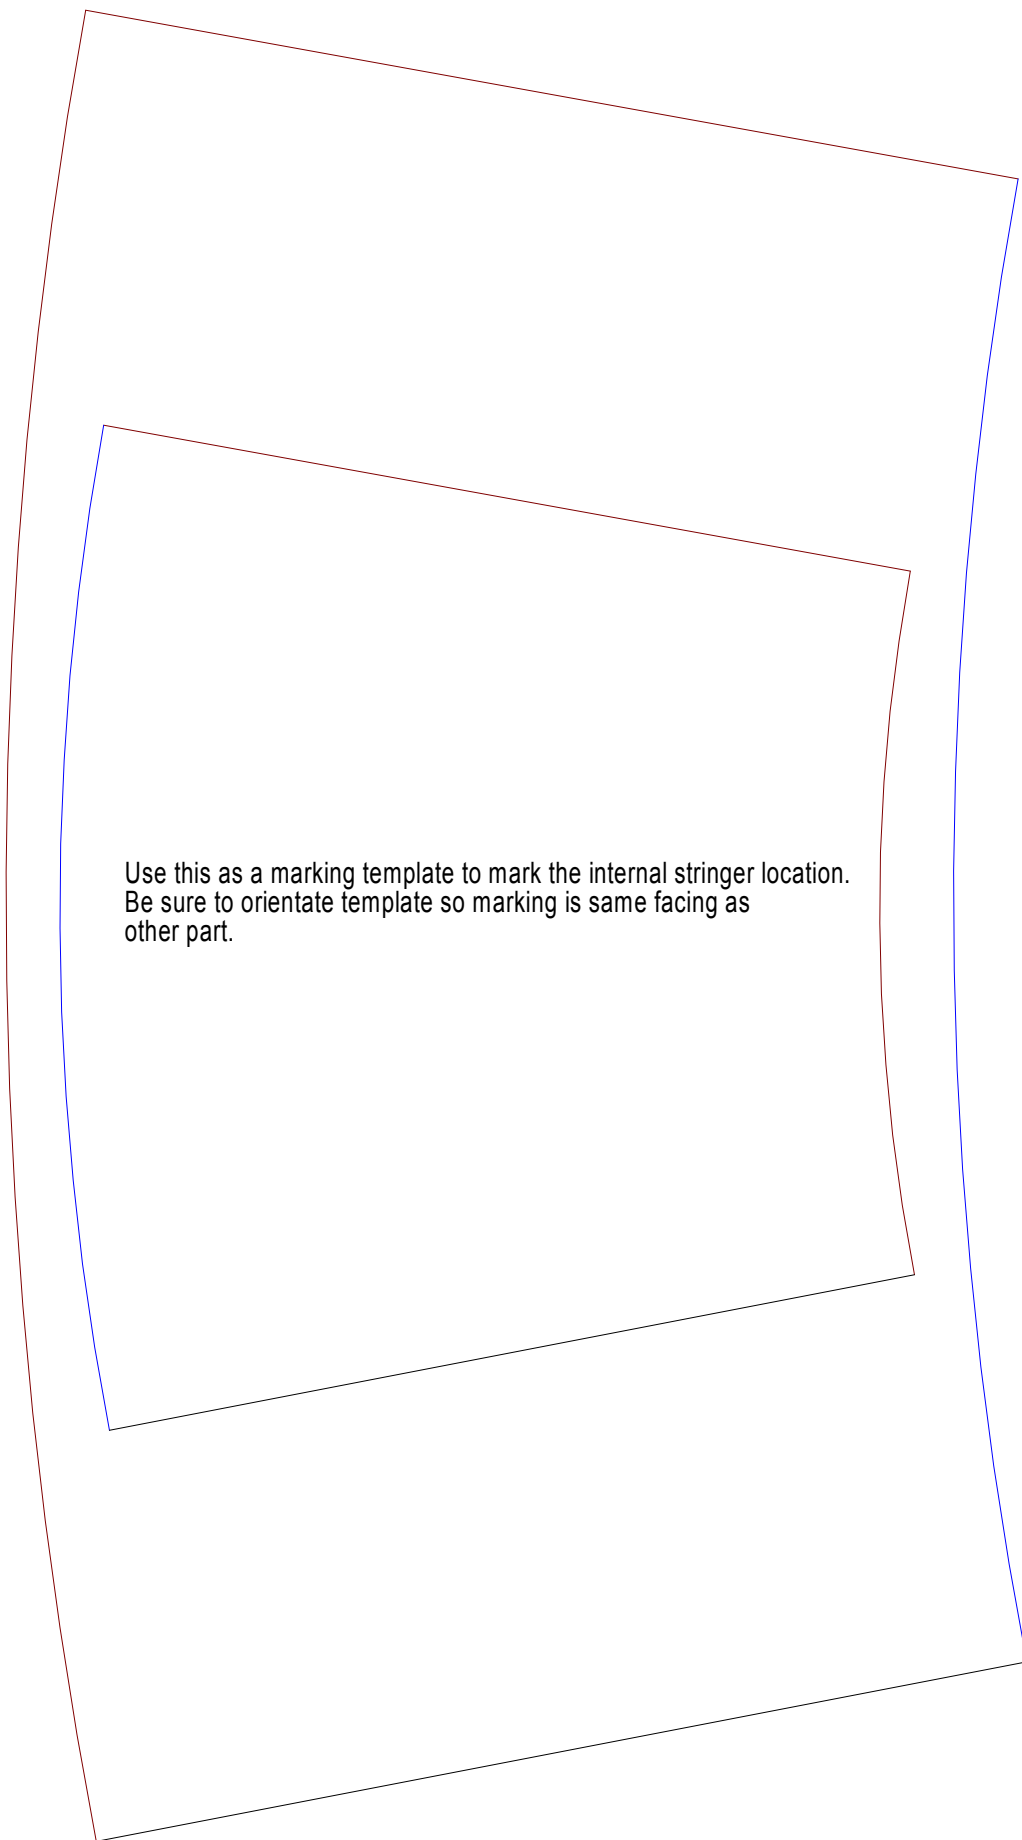 Use this as a marking template to mark the internal stringer location.
Be sure to orientate template so marking is same facing as
other part.